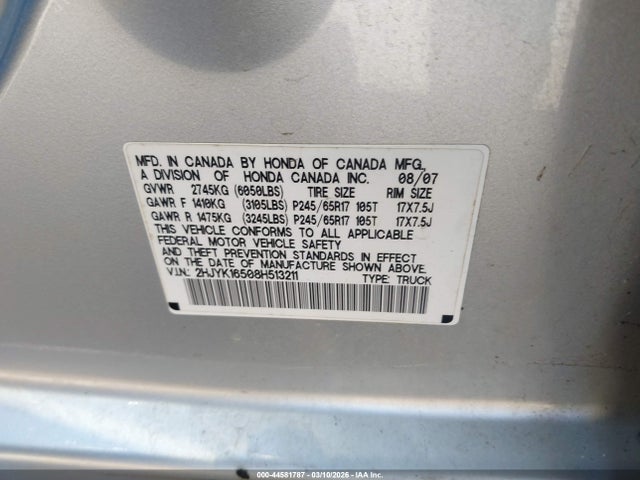 MFD. IN CANADA BY HONDA OF CANADA MFG.,
A DIVISION OF HONDA CANADA INC. 08/07
GVWR 2745KG (6050LBS) TIRE SIZE RIM SIZE
GAWR F 1410KG (3105LBS) P245/65R17 105T 17X7.5J
GAWR R 1475KG (3245LBS) P245/65R17 105T 17X7.5J
THIS VEHICLE CONFORMS TO ALL APPLICABLE
FEDERAL MOTOR VEHICLE SAFETY
AND THEFT PREVENTION STANDARDS IN EFFECT
ON THE DATE OF MANUFACTURE SHOWN ABOVE.
V.I.N.: 2HJYK16508H513211 TYPE: TRUCK
000-44581787 - 03/10/2026 - IAA Inc.